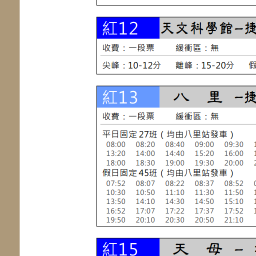 紅12 天文科學館–捷
收費：一段票 緩衝區：無
尖峰：10-12分 離峰：15-20分 假
紅13 八 里 –捷
收費：一段票 緩衝區：無
平日固定27班（均由八里站發車）
08:00 08:20 08:40 09:00 09:30
13:20 14:00 14:40 15:20 16:00
18:00 18:30 19:00 19:30 20:00
假日固定45班（均由八里站發車）
07:52 08:07 08:22 08:37 08:52
10:30 10:50 11:10 11:30 11:50
13:50 14:10 14:30 14:50 15:10
16:52 17:07 17:22 17:37 17:52
19:50 20:10 20:30 20:50 21:10
紅15 天 母 –